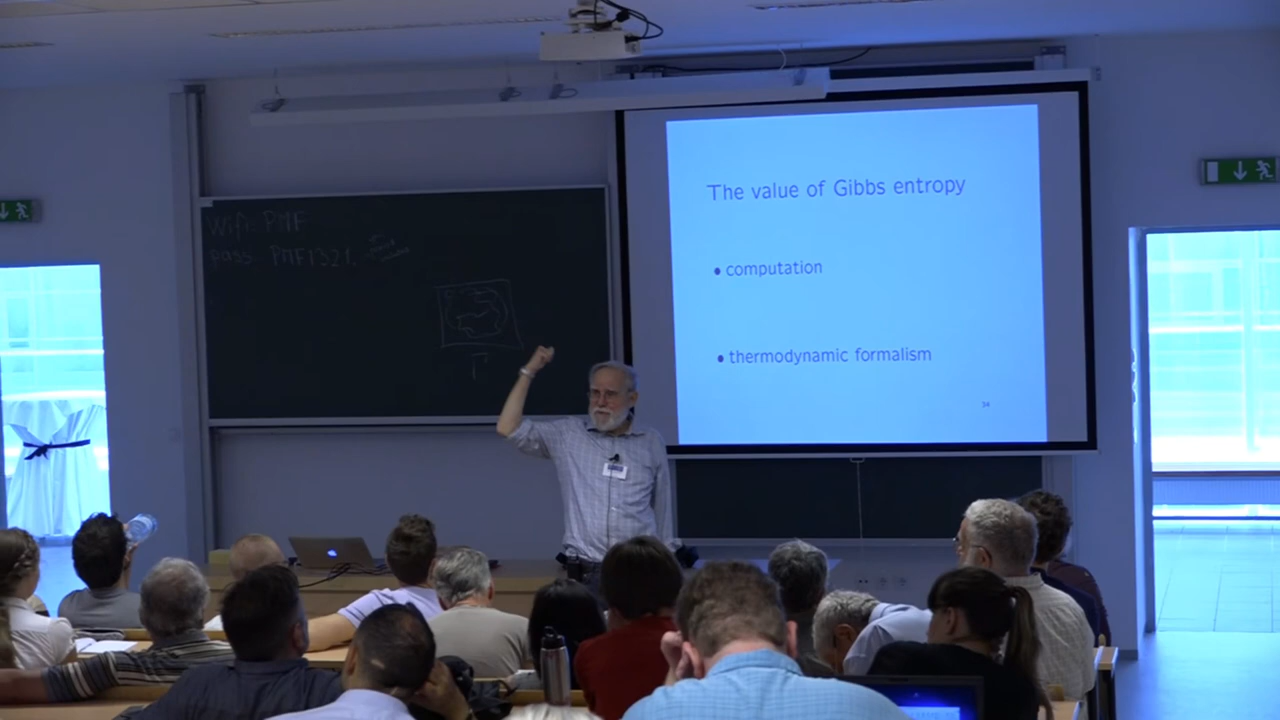 Wifi: PMF
pass: PMF1321.
The value of Gibbs entropy
• computation
• thermodynamic formalism
34